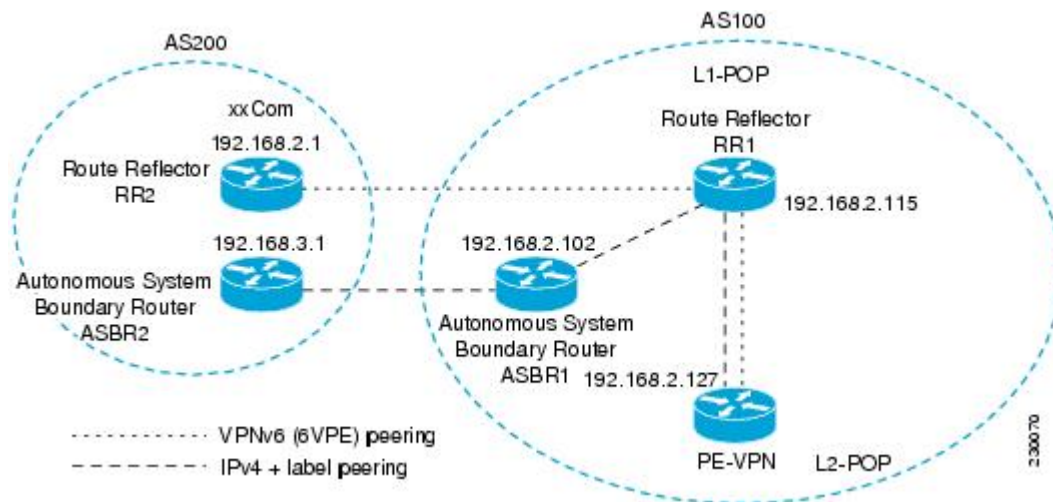 AS200
AS100
L1-POP
xxCom
192.168.2.1
Route Reflector
RR2
Route Reflector
RR1
192.168.2.115
192.168.3.1
192.168.2.102
Autonomous System
Boundary Router
ASBR2
Autonomous System
Boundary Router
ASBR1
192.168.2.127
VPNv6 (6VPE) peering
IPv4 + label peering
PE-VPN
L2-POP
230070